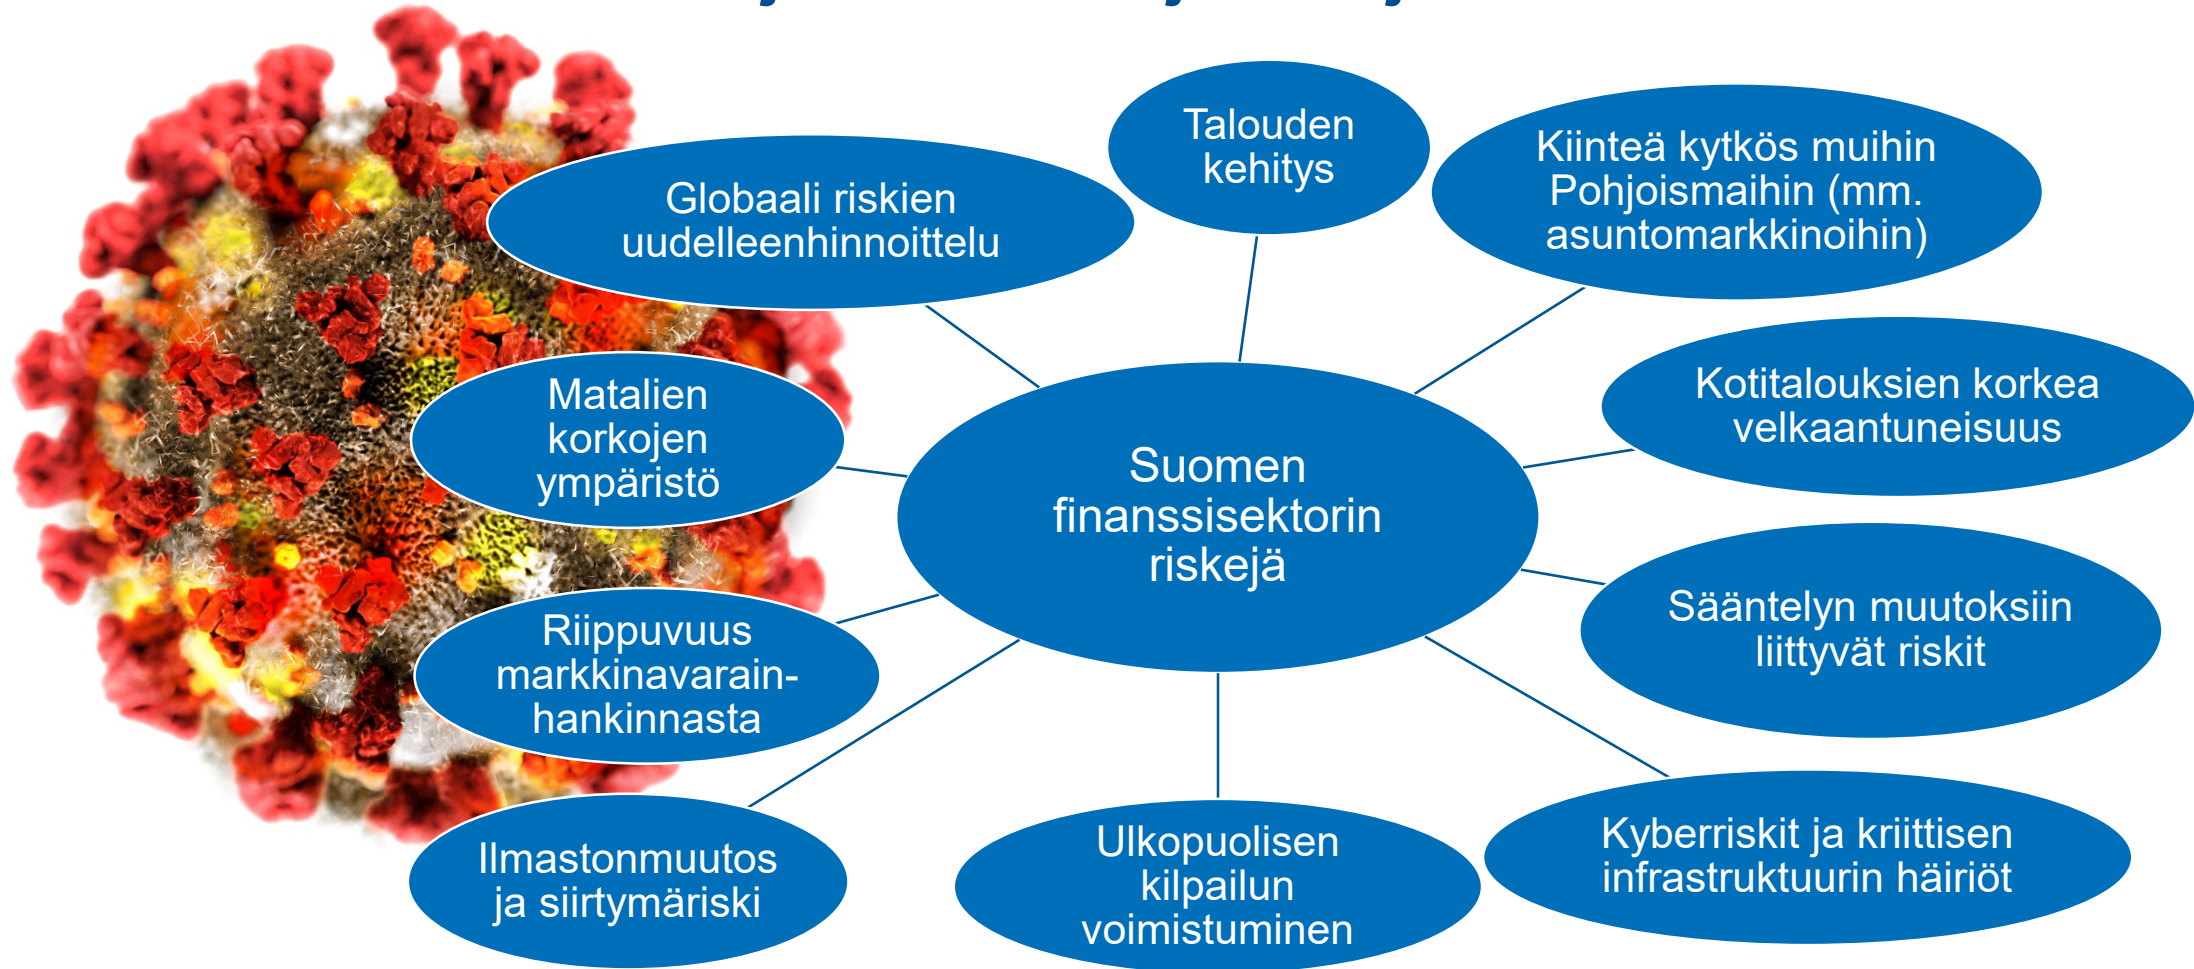 Talouden
kehitys
Kiinteä kytkös muihin
Pohjoismaihin (mm.
asuntomarkkinoihin)
Globaali riskien
uudelleenhinnoittelu
Kotitalouksien korkea
velkaantuneisuus
Matalien
korkojen
ympäristö
Suomen
finanssisektorin
riskejä
Sääntelyn muutoksiin
liittyvät riskit
Riippuvuus
markkinavarain-
hankinnasta
Kyberriskit ja kriittisen
infrastruktuurin häiriöt
Ulkopuolisen
kilpailun
voimistuminen
Ilmastonmuutos
ja siirtymäriski